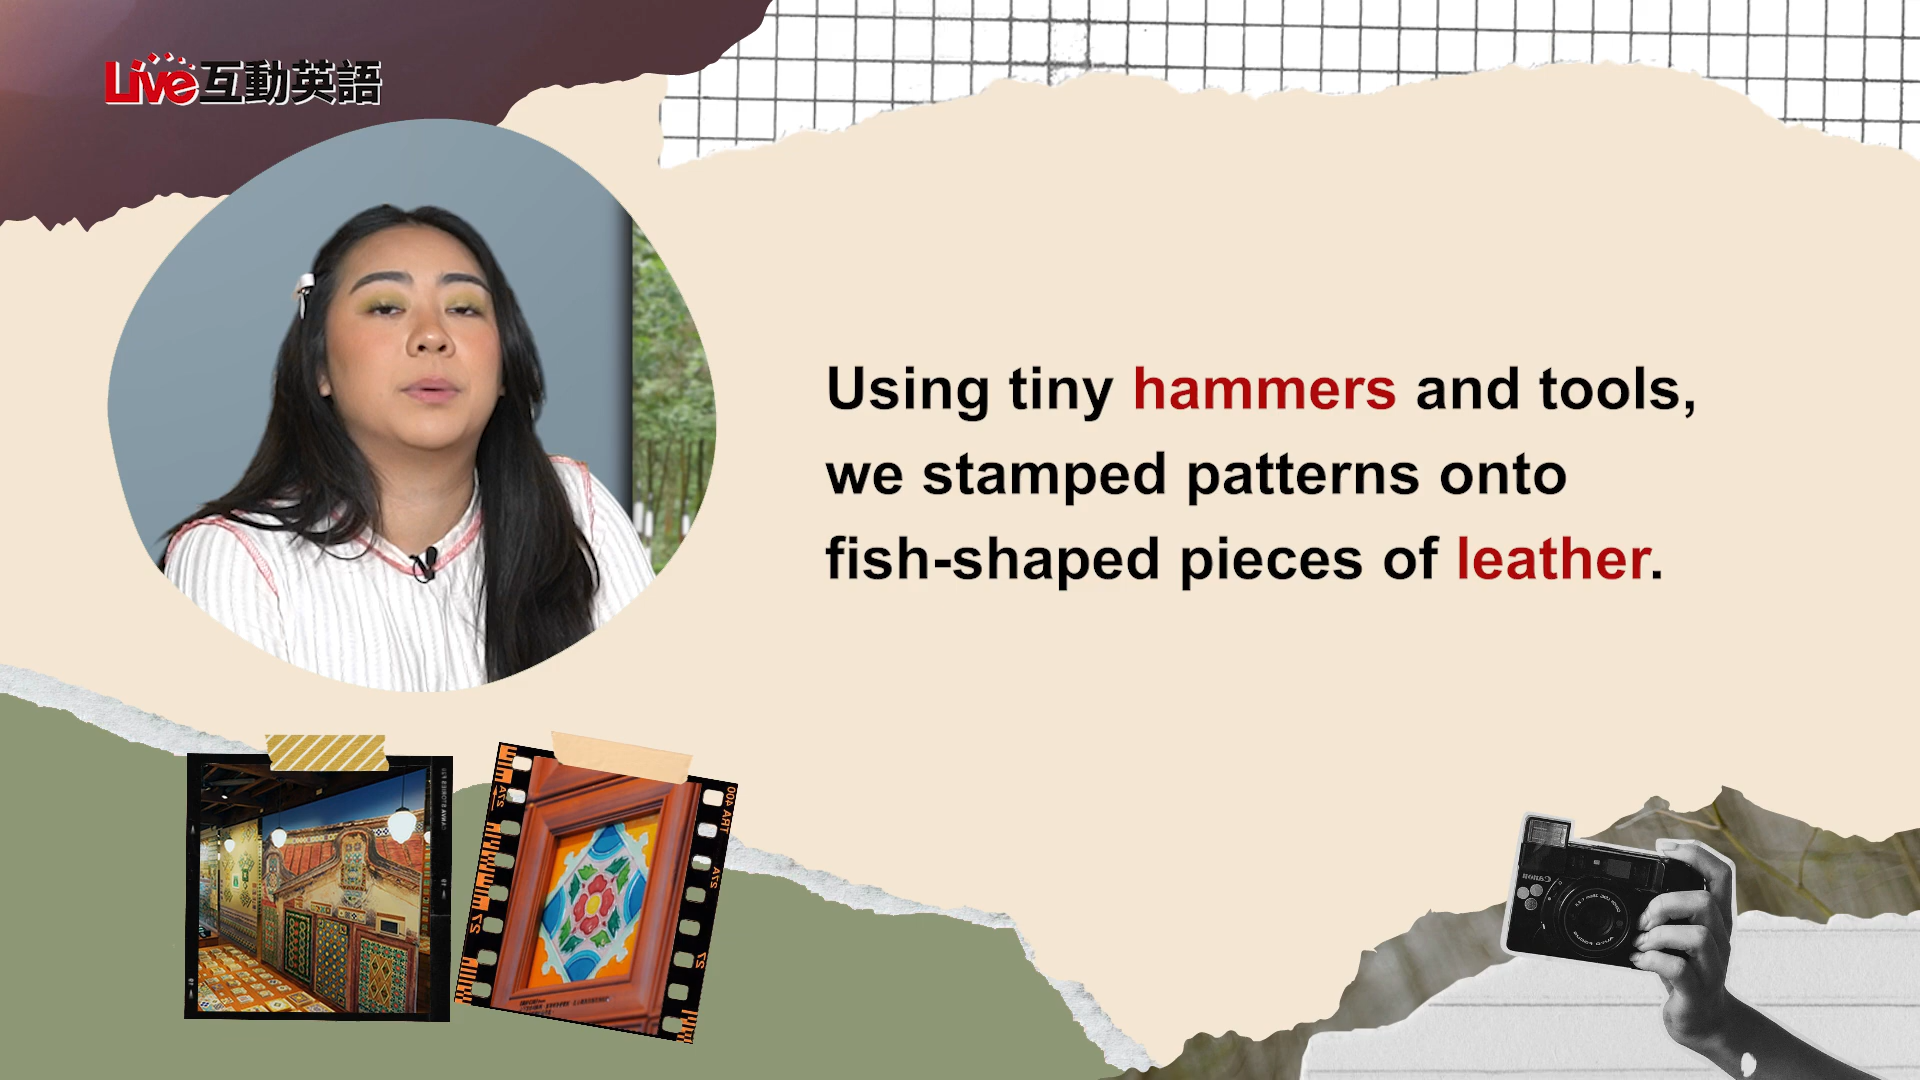 Live互動英語
Using tiny hammers and tools,
we stamped patterns onto
fish-shaped pieces of leather.
Canon